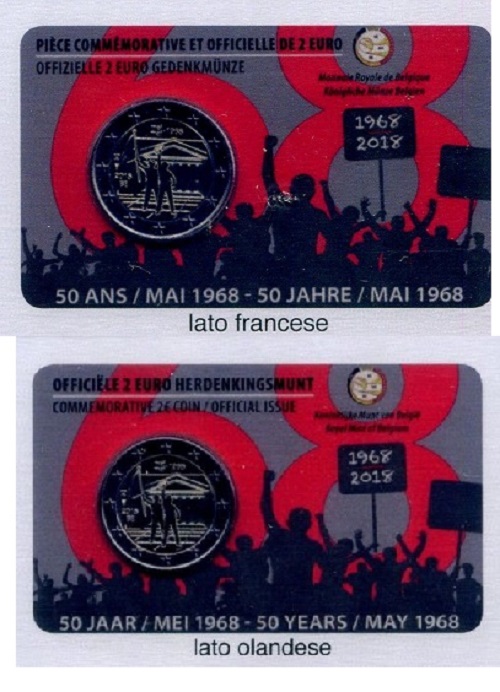 PIÈCE COMMÉMORATIVE ET OFFICIELLE DE 2 EURO
OFFIZIELLE 2 EURO GEDENKMÜNZE
Monnaie Royale de Belgique
Königliche Münze Belgien
1968
2018
50 ANS / MAI 1968 - 50 JAHRE / MAI 1968
lato francese
OFFICIËLE 2 EURO HERDENKINGSMUNT
COMMEMORATIVE 2€ COIN / OFFICIAL ISSUE
Koninklijke Munt van België
Royal Mint of Belgium
1968
2018
50 JAAR / MEI 1968 - 50 YEARS / MAY 1968
lato olandese